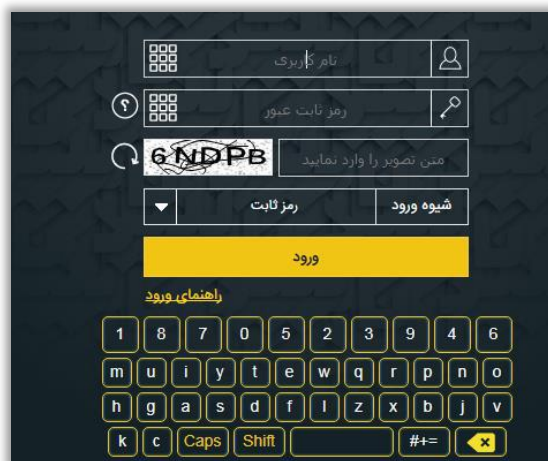 نام کاربری
؟ رمز ثابت عبور
6NDPB متن تصویر را وارد نمایید
شیوه ورود رمز ثابت
ورود
راهنمای ورود
1 8 7 0 5 2 3 9 4 6
m u i y t e w q r p n o
h g a s d f l z x b j v
k c Caps Shift #+=